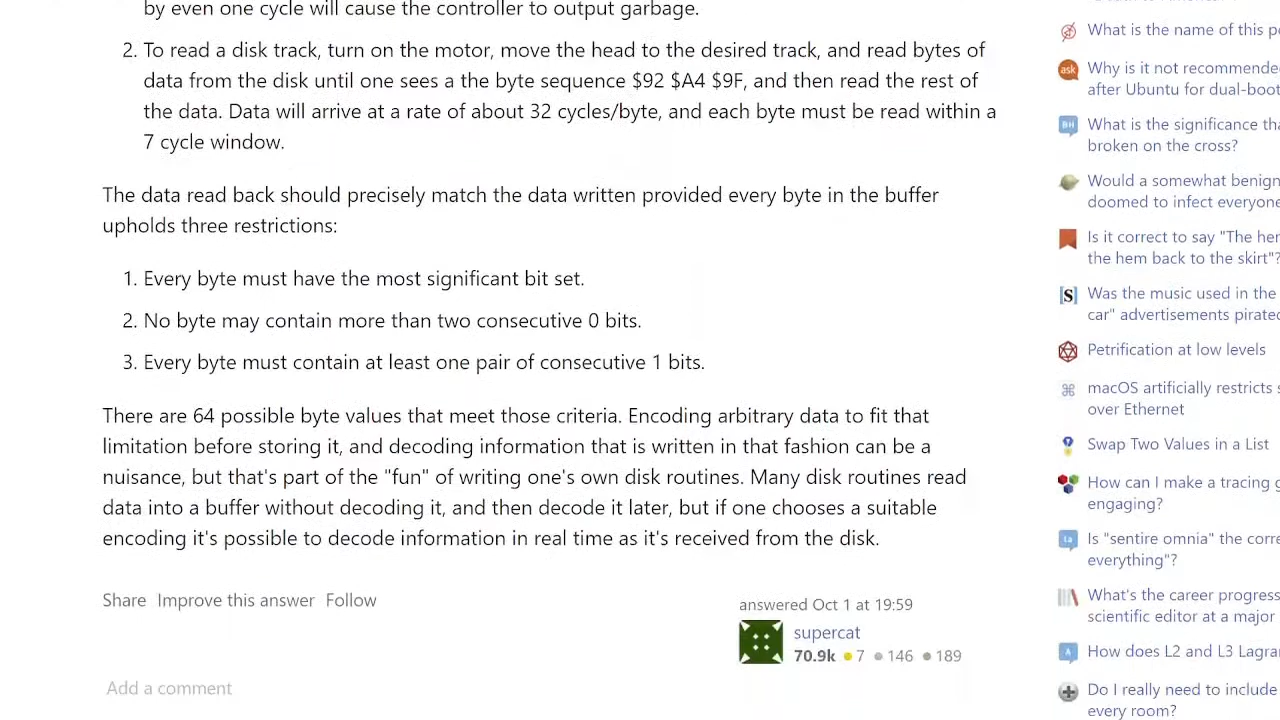 by even one cycle will cause the controller to output garbage.
2. To read a disk track, turn on the motor, move the head to the desired track, and read bytes of
data from the disk until one sees a the byte sequence $92 $A4 $9F, and then read the rest of
the data. Data will arrive at a rate of about 32 cycles/byte, and each byte must be read within a
7 cycle window.
The data read back should precisely match the data written provided every byte in the buffer
upholds three restrictions:
1. Every byte must have the most significant bit set.
2. No byte may contain more than two consecutive 0 bits.
3. Every byte must contain at least one pair of consecutive 1 bits.
There are 64 possible byte values that meet those criteria. Encoding arbitrary data to fit that
limitation before storing it, and decoding information that is written in that fashion can be a
nuisance, but that's part of the "fun" of writing one's own disk routines. Many disk routines read
data into a buffer without decoding it, and then decode it later, but if one chooses a suitable
encoding it's possible to decode information in real time as it's received from the disk.
Share Improve this answer Follow
answered Oct 1 at 19:59
supercat
70.9k 7 146 189
Add a comment
What is the name of this
ask
Why is it not recommended
after Ubuntu for dual-boot
BH
What is the significance
broken on the cross?
Would a somewhat benign
doomed to infect everyone
Is it correct to say "The
the hem back to the skirt"?
[S]
Was the music used in the
car" advertisements pirated
Petrification at low levels
macOS artificially restricts
over Ethernet
Swap Two Values in a List
How can I make a tracing
engaging?
Is "sentire omnia" the
everything"?
What's the career
scientific editor at a major
How does L2 and L3
Do I really need to include
every room?